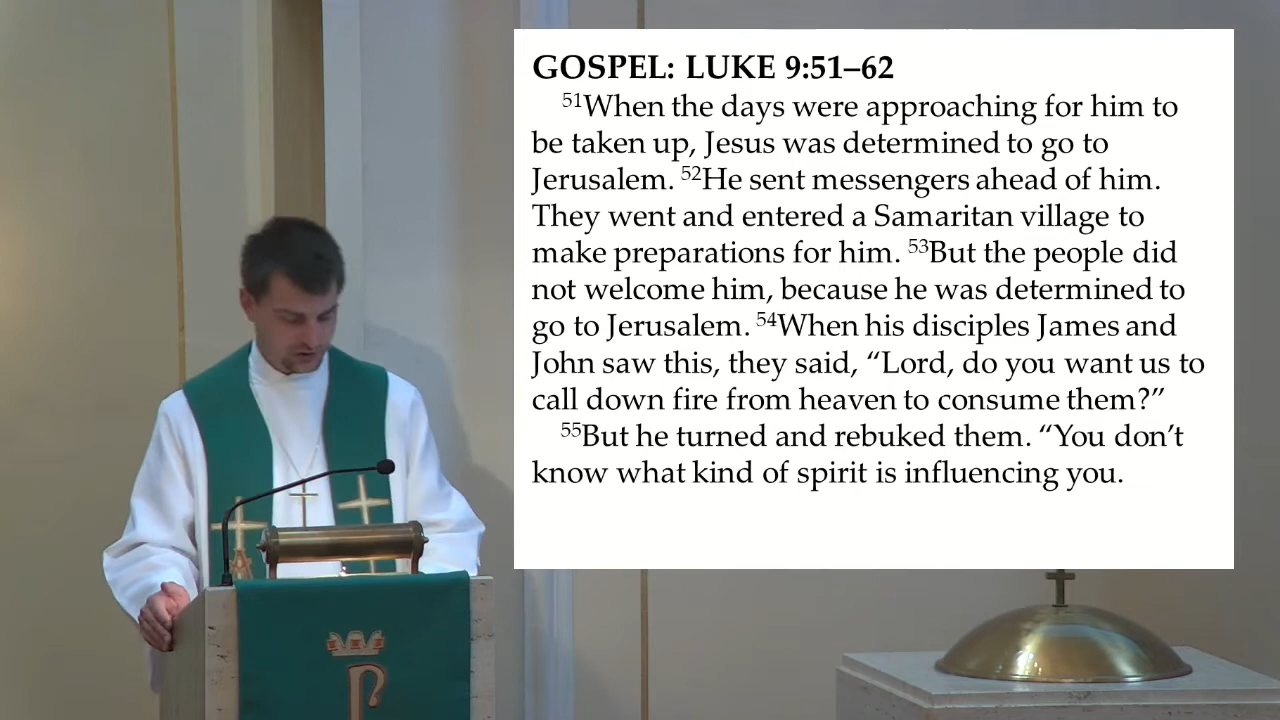 GOSPEL: LUKE 9:51–62
⁵¹When the days were approaching for him to
be taken up, Jesus was determined to go to
Jerusalem. ⁵²He sent messengers ahead of him.
They went and entered a Samaritan village to
make preparations for him. ⁵³But the people did
not welcome him, because he was determined to
go to Jerusalem. ⁵⁴When his disciples James and
John saw this, they said, “Lord, do you want us to
call down fire from heaven to consume them?”
⁵⁵But he turned and rebuked them. “You don’t
know what kind of spirit is influencing you.